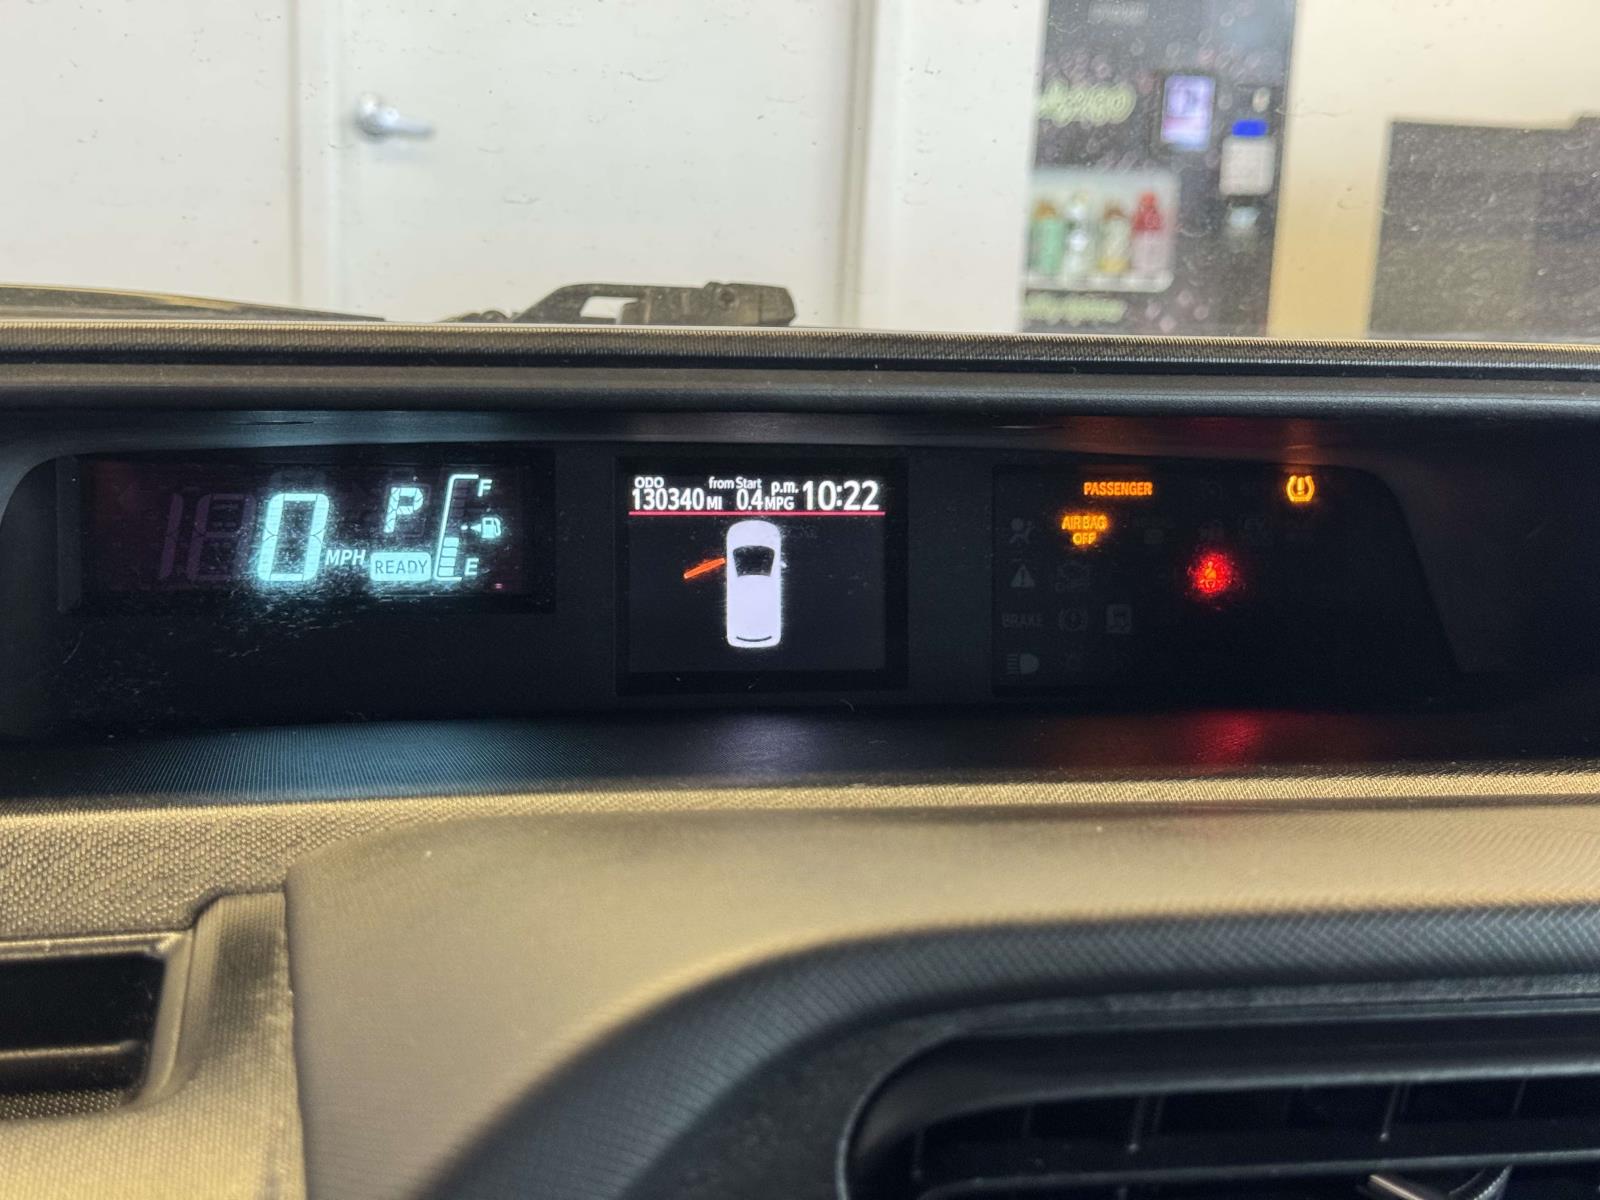 0 MPH
P
READY
F
E
ODO
130340 MI
from Start
0.4 MPG
p.m. 10:22
PASSENGER
AIR BAG
OFF
BRAKE